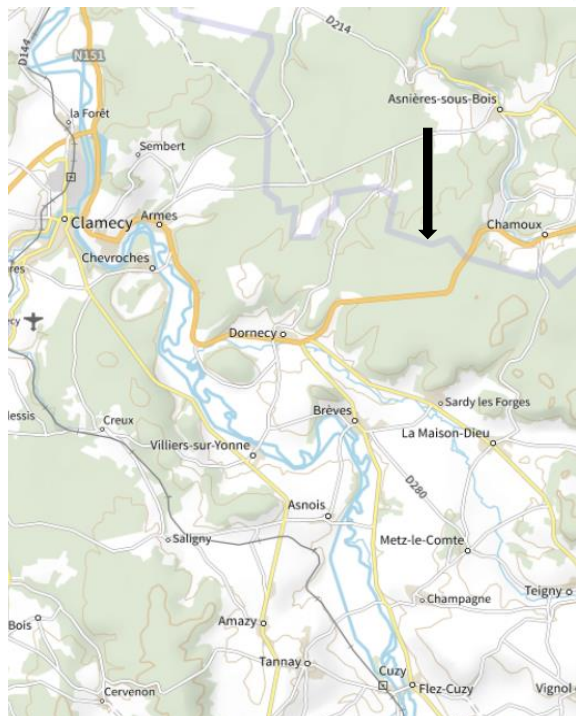 D144
D214
N151
Asnières-sous-Bois
la Forêt
Sembert
Clamecy
Armes
Chamoux
Chevroches
Dornecy
Sardy les Forges
Brèves
Creux
La Maison-Dieu
Villiers-sur-Yonne
D280
Asnois
Saligny
Metz-le-Comte
Teigny
Champagne
Bois
Amazy
Tannay
Cuzy
Cervenon
Flez-Cuzy
Vignol